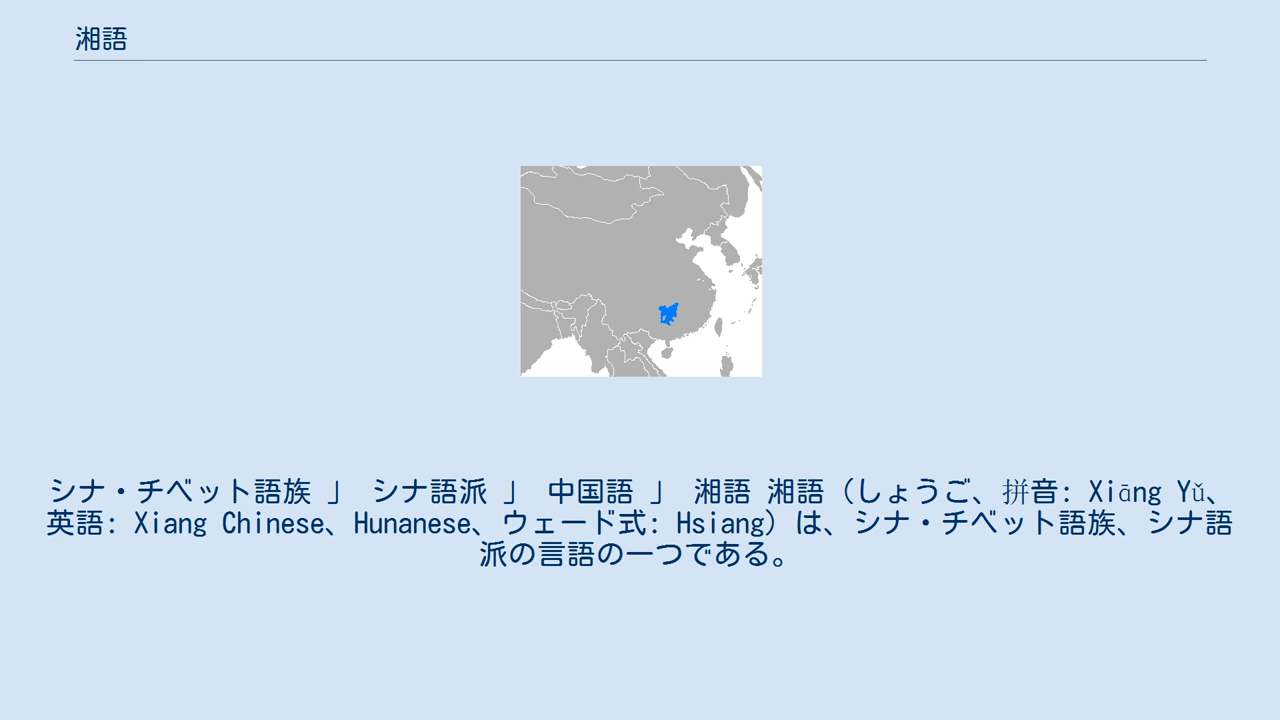 湘語
シナ・チベット語族 」 シナ語派 」 中国語 」 湘語 湘語（しょうご、拼音: Xiāng Yǔ、
英語: Xiang Chinese、Hunanese、ウェード式: Hsiang）は、シナ・チベット語族、シナ語
派の言語の一つである。